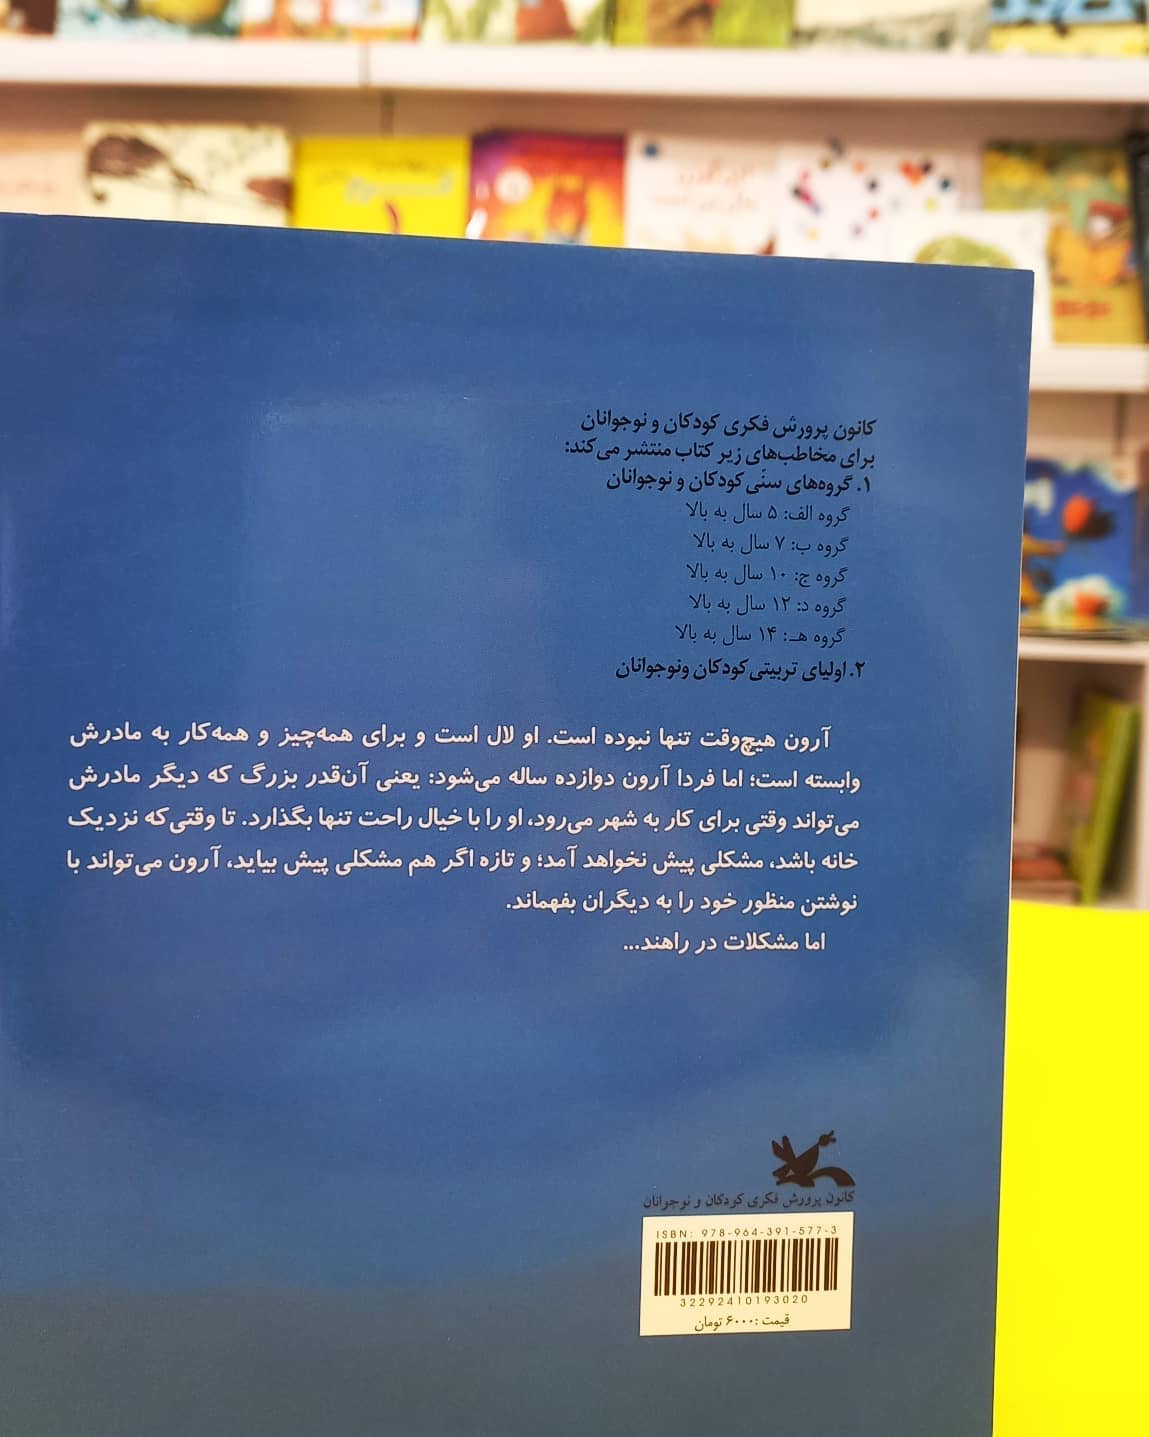 کانون پرورش فکری کودکان و نوجوانان
برای مخاطب‌های زیر کتاب منتشر می‌کند:
۱. گروه‌های سنّی کودکان و نوجوانان
گروه الف: ۵ سال به بالا
گروه ب: ۷ سال به بالا
گروه ج: ۱۰ سال به بالا
گروه د: ۱۲ سال به بالا
گروه هـ: ۱۴ سال به بالا
۲. اولیای تربیتی کودکان ونوجوانان
آرون هیچ‌وقت تنها نبوده است. او لال است و برای همه‌چیز و همه‌کار به مادرش
وابسته است؛ اما فردا آرون دوازده ساله می‌شود: یعنی آن‌قدر بزرگ که دیگر مادرش
می‌تواند وقتی برای کار به شهر می‌رود، او را با خیال راحت تنها بگذارد. تا وقتی‌که نزدیک
خانه باشد، مشکلی پیش نخواهد آمد؛ و تازه اگر هم مشکلی پیش بیاید، آرون می‌تواند با
نوشتن منظور خود را به دیگران بفهماند.
اما مشکلات در راهند...
کانون پرورش فکری کودکان و نوجوانان
ISBN: 978-964-391-577-3
32292410193020
قیمت :۶۰۰۰ تومان